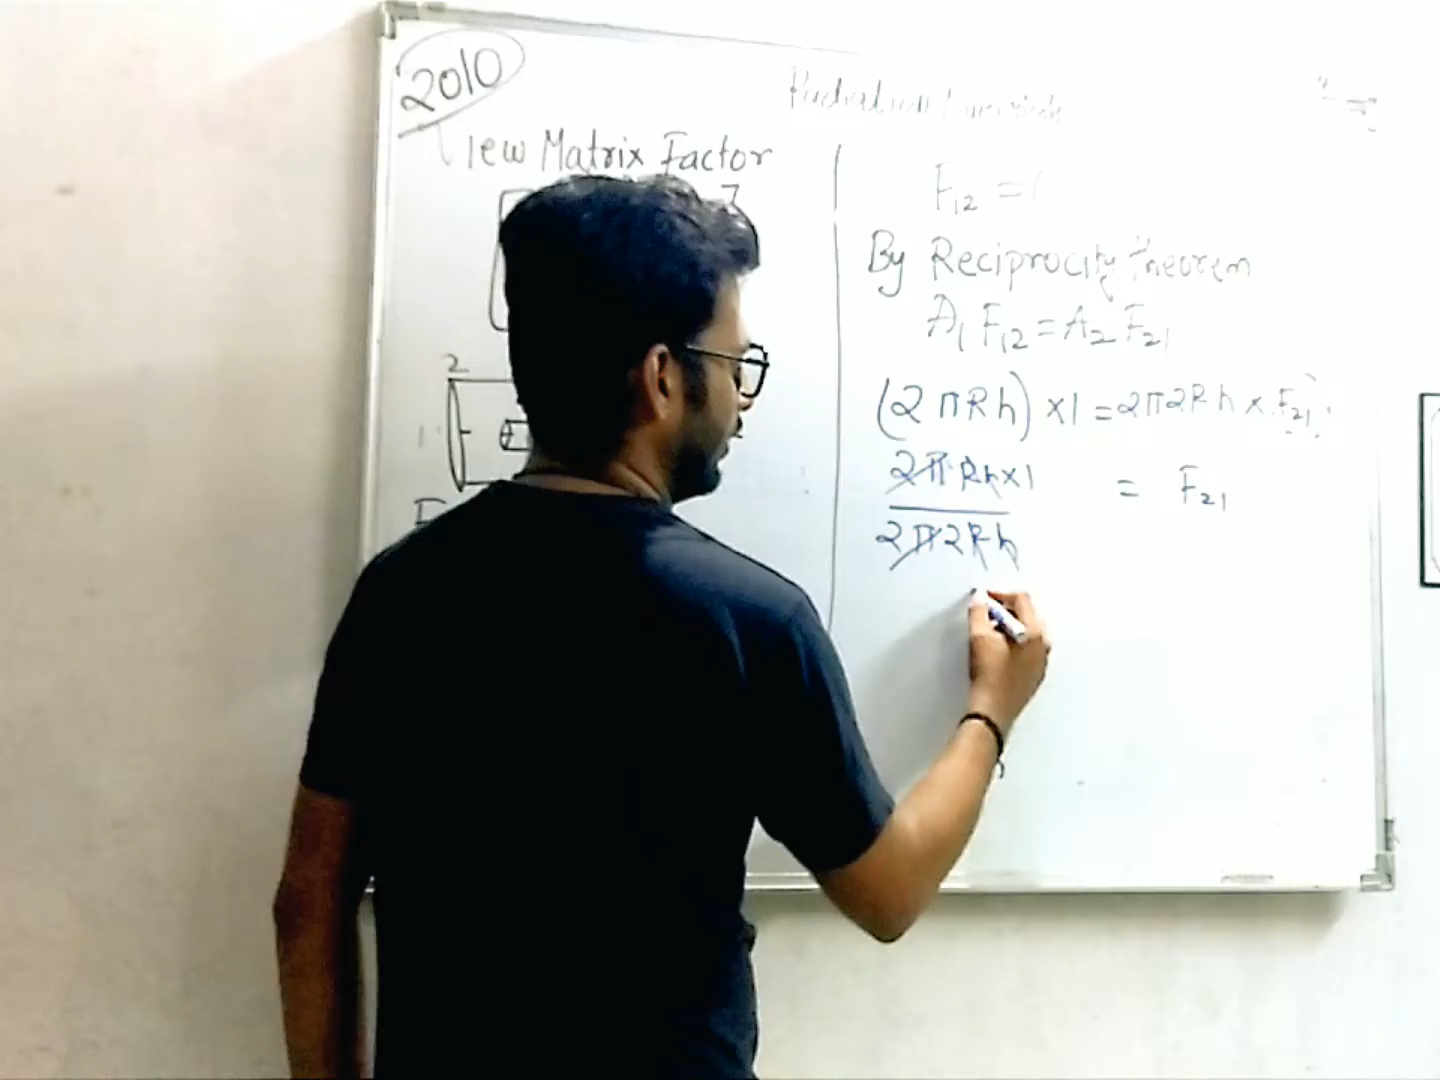 2010
View Matrix Factor
2
1
F₁₂ =
By Reciprocity theorem
A₁ F₁₂ = A₂ F₂₁
(2πRh) ×1 = 2π2Rh × F₂₁
2πRh×1
= F₂₁
2π2Rh